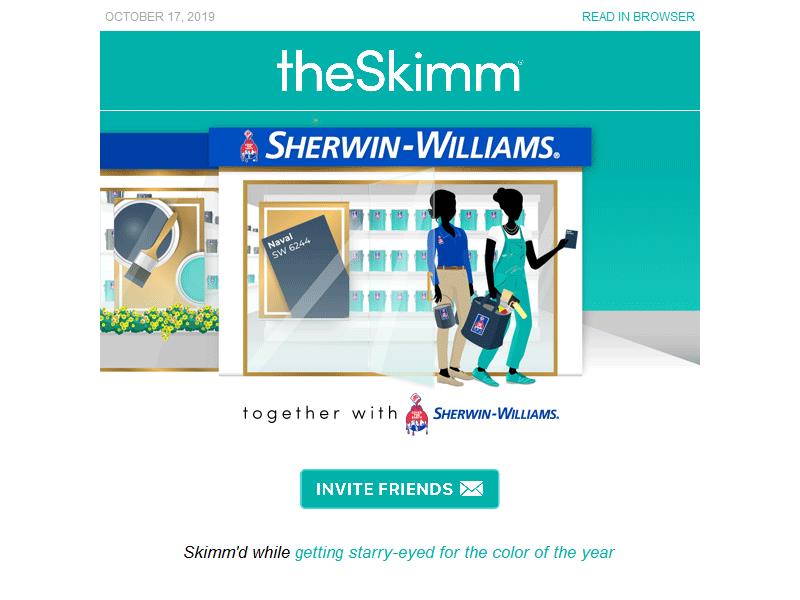 OCTOBER 17, 2019
READ IN BROWSER
theSkimm
SHERWIN-WILLIAMS®
Naval
SW 6244
together with SHERWIN-WILLIAMS.
INVITE FRIENDS
Skimm'd while getting starry-eyed for the color of the year